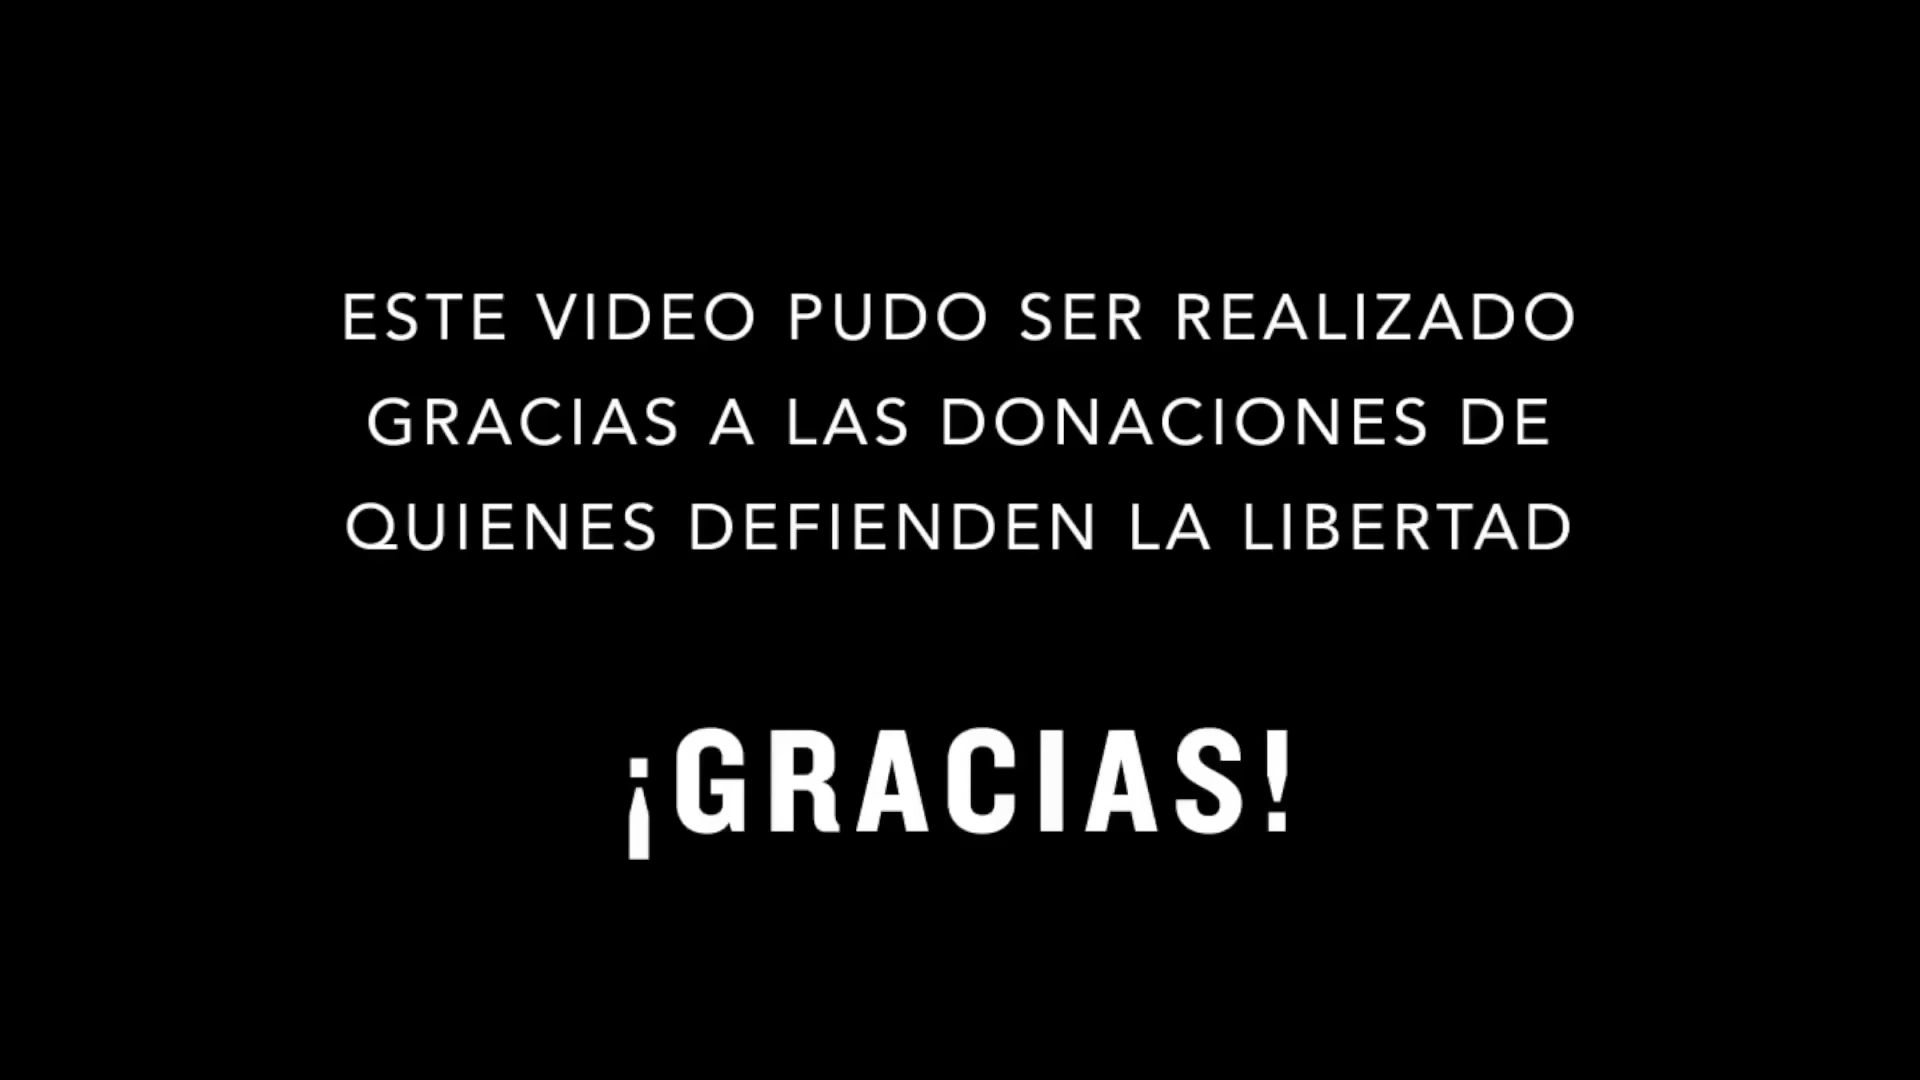 ESTE VIDEO PUDO SER REALIZADO
GRACIAS A LAS DONACIONES DE
QUIENES DEFIENDEN LA LIBERTAD
¡GRACIAS!